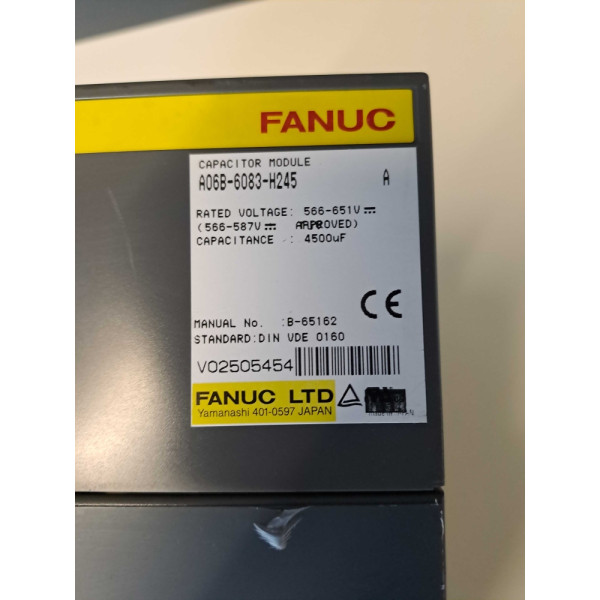 FANUC
CAPACITOR MODULE
A06B-6083-H245 A
RATED VOLTAGE: 566-651V
(566-587V
CAPACITANCE : 4500uF
CE
MANUAL No. :B-65162
STANDARD:DIN VDE 0160
V02505454
FANUC LTD
Yamanashi 401-0597 JAPAN